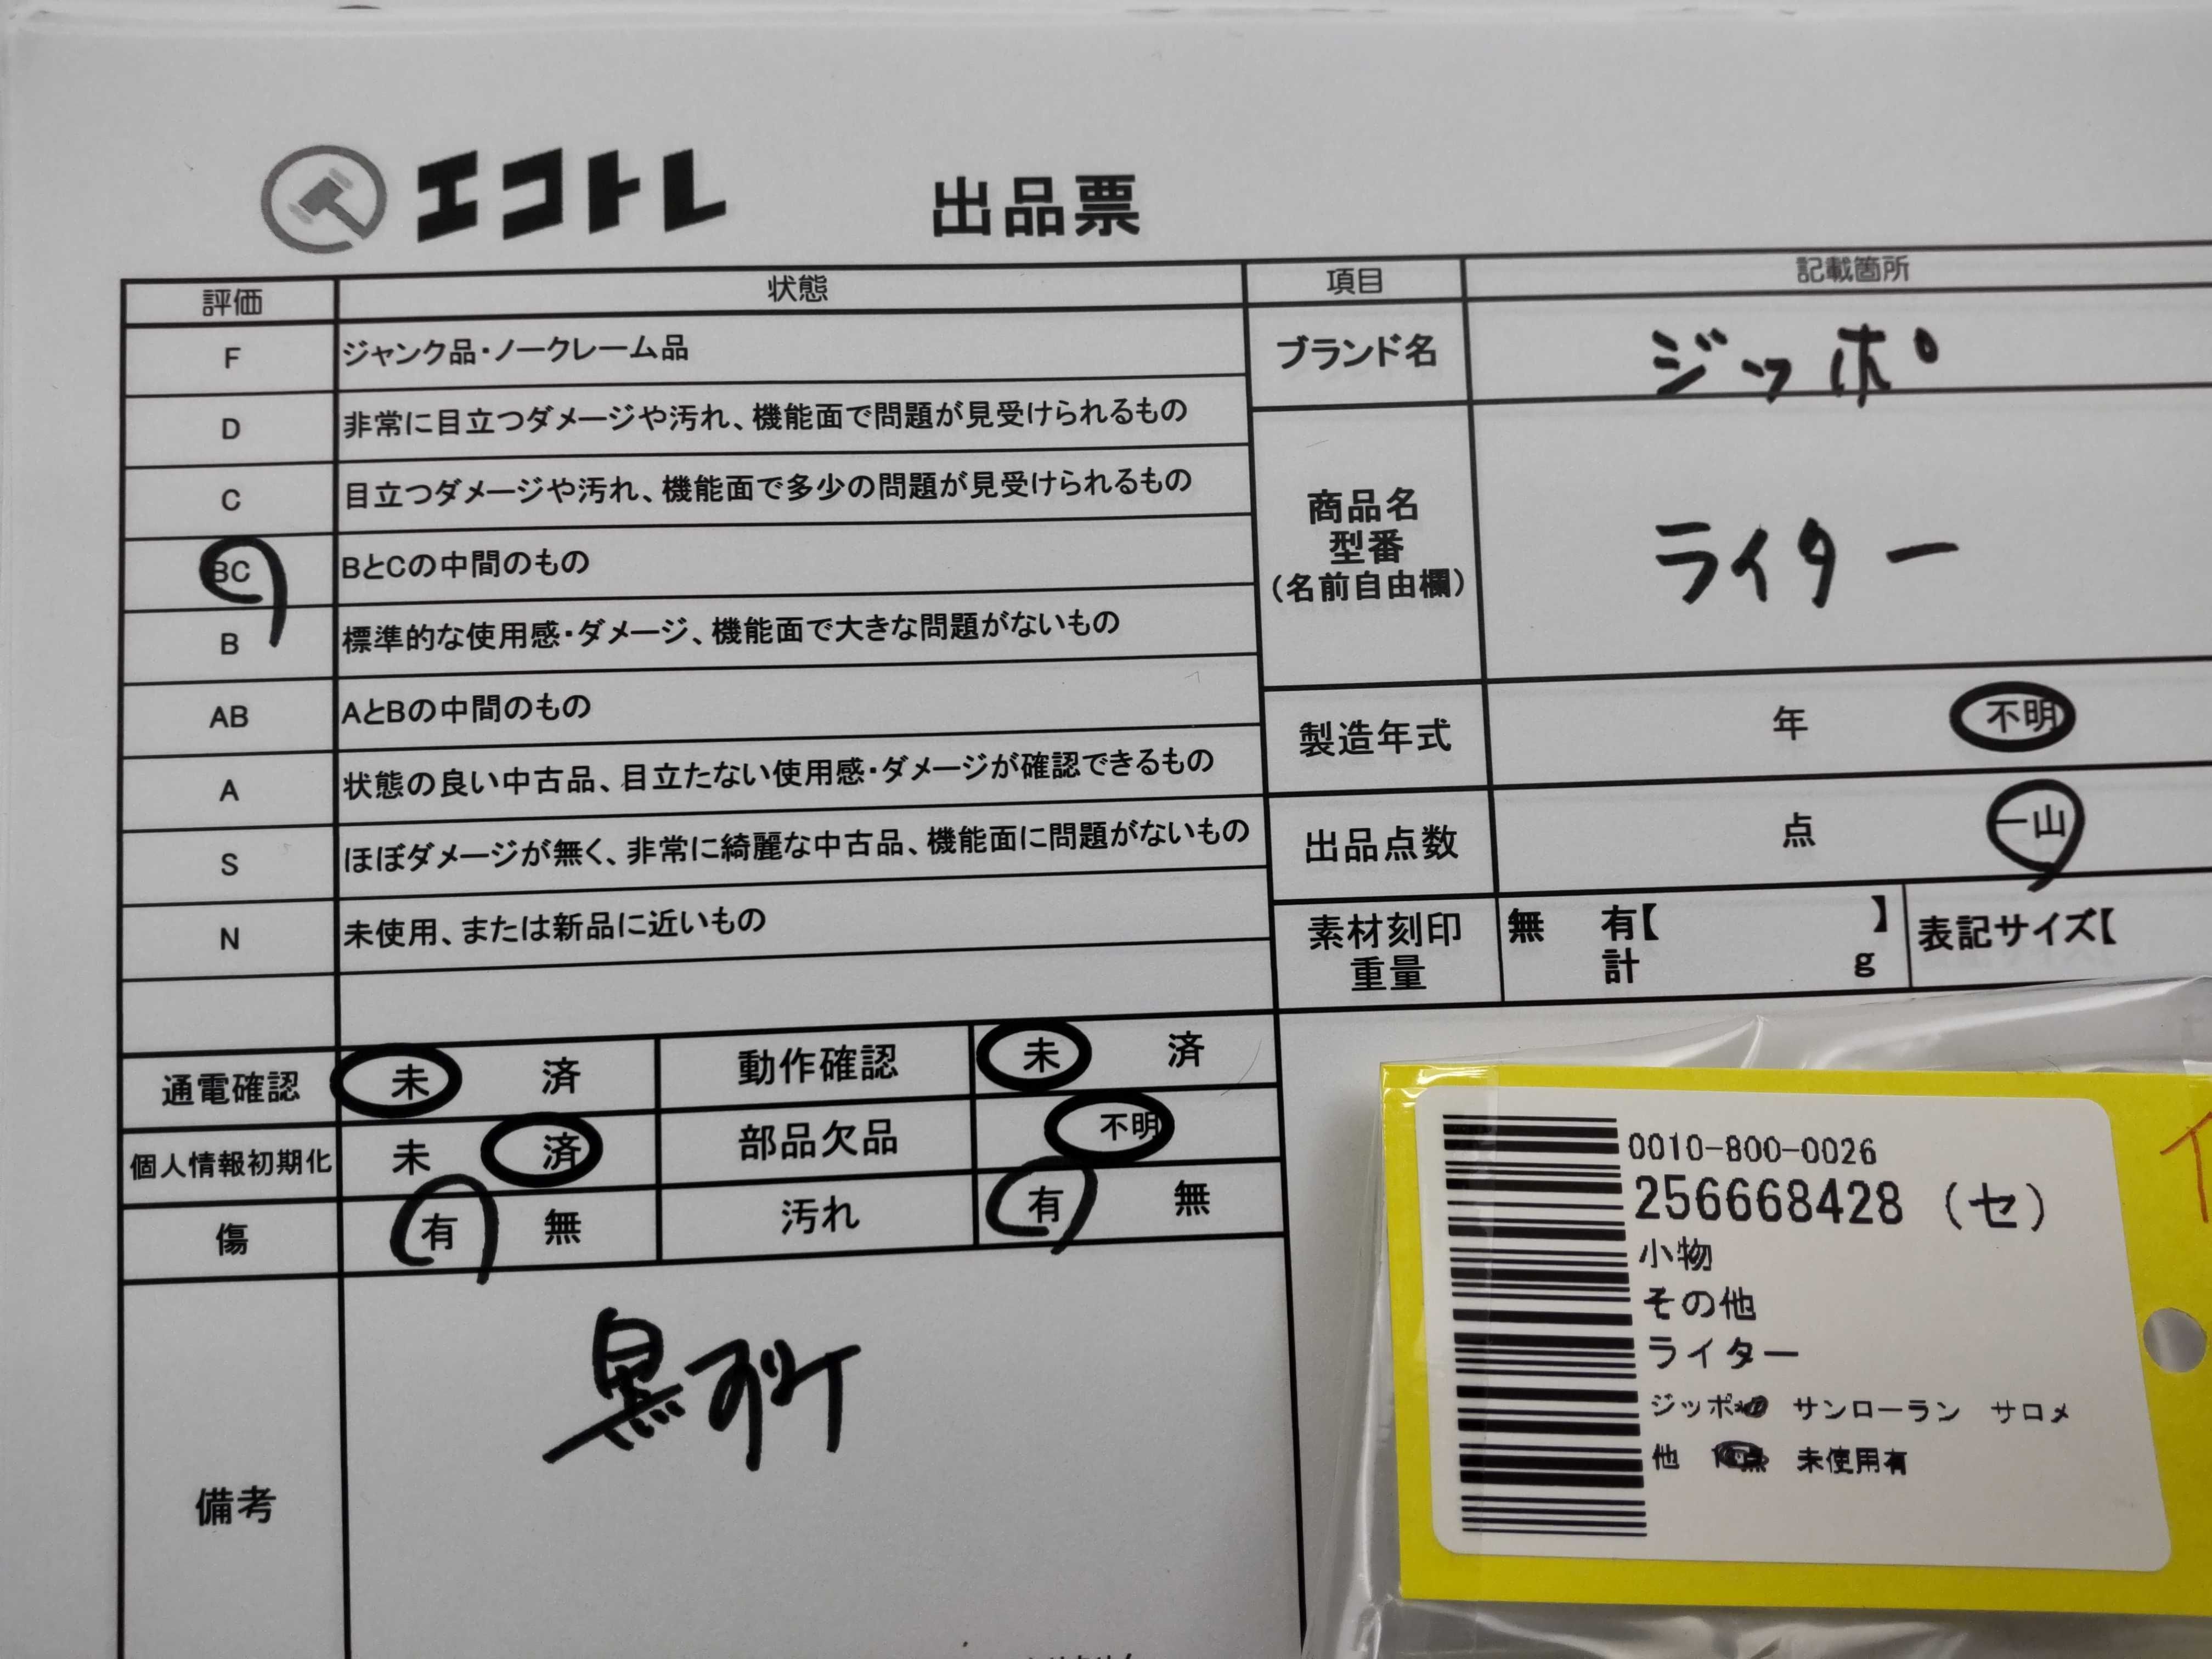 エコトレ 出品票
評価 状態
F ジャンク品・ノークレーム品
D 非常に目立つダメージや汚れ、機能面で問題が見受けられるもの
C 目立つダメージや汚れ、機能面で多少の問題が見受けられるもの
BC BとCの中間のもの
B 標準的な使用感・ダメージ、機能面で大きな問題がないもの
AB AとBの中間のもの
A 状態の良い中古品、目立たない使用感・ダメージが確認できるもの
S ほぼダメージが無く、非常に綺麗な中古品、機能面に問題がないもの
N 未使用、または新品に近いもの
項目 記載箇所
ブランド名 ジッポ
商品名
型番
(名前自由欄)
ライター
製造年式 年 不明
出品点数 点 一山
素材刻印 無 有【 】
重量 計 g
表記サイズ【
通電確認 未 済 動作確認 未 済
個人情報初期化 未 済 部品欠品 不明
傷 有 無 汚れ 有 無
備考
黒
0010-800-0026
256668428 (セ)
小物
その他
ライター
ジッポ サンローラン サロメ
他 未使用有